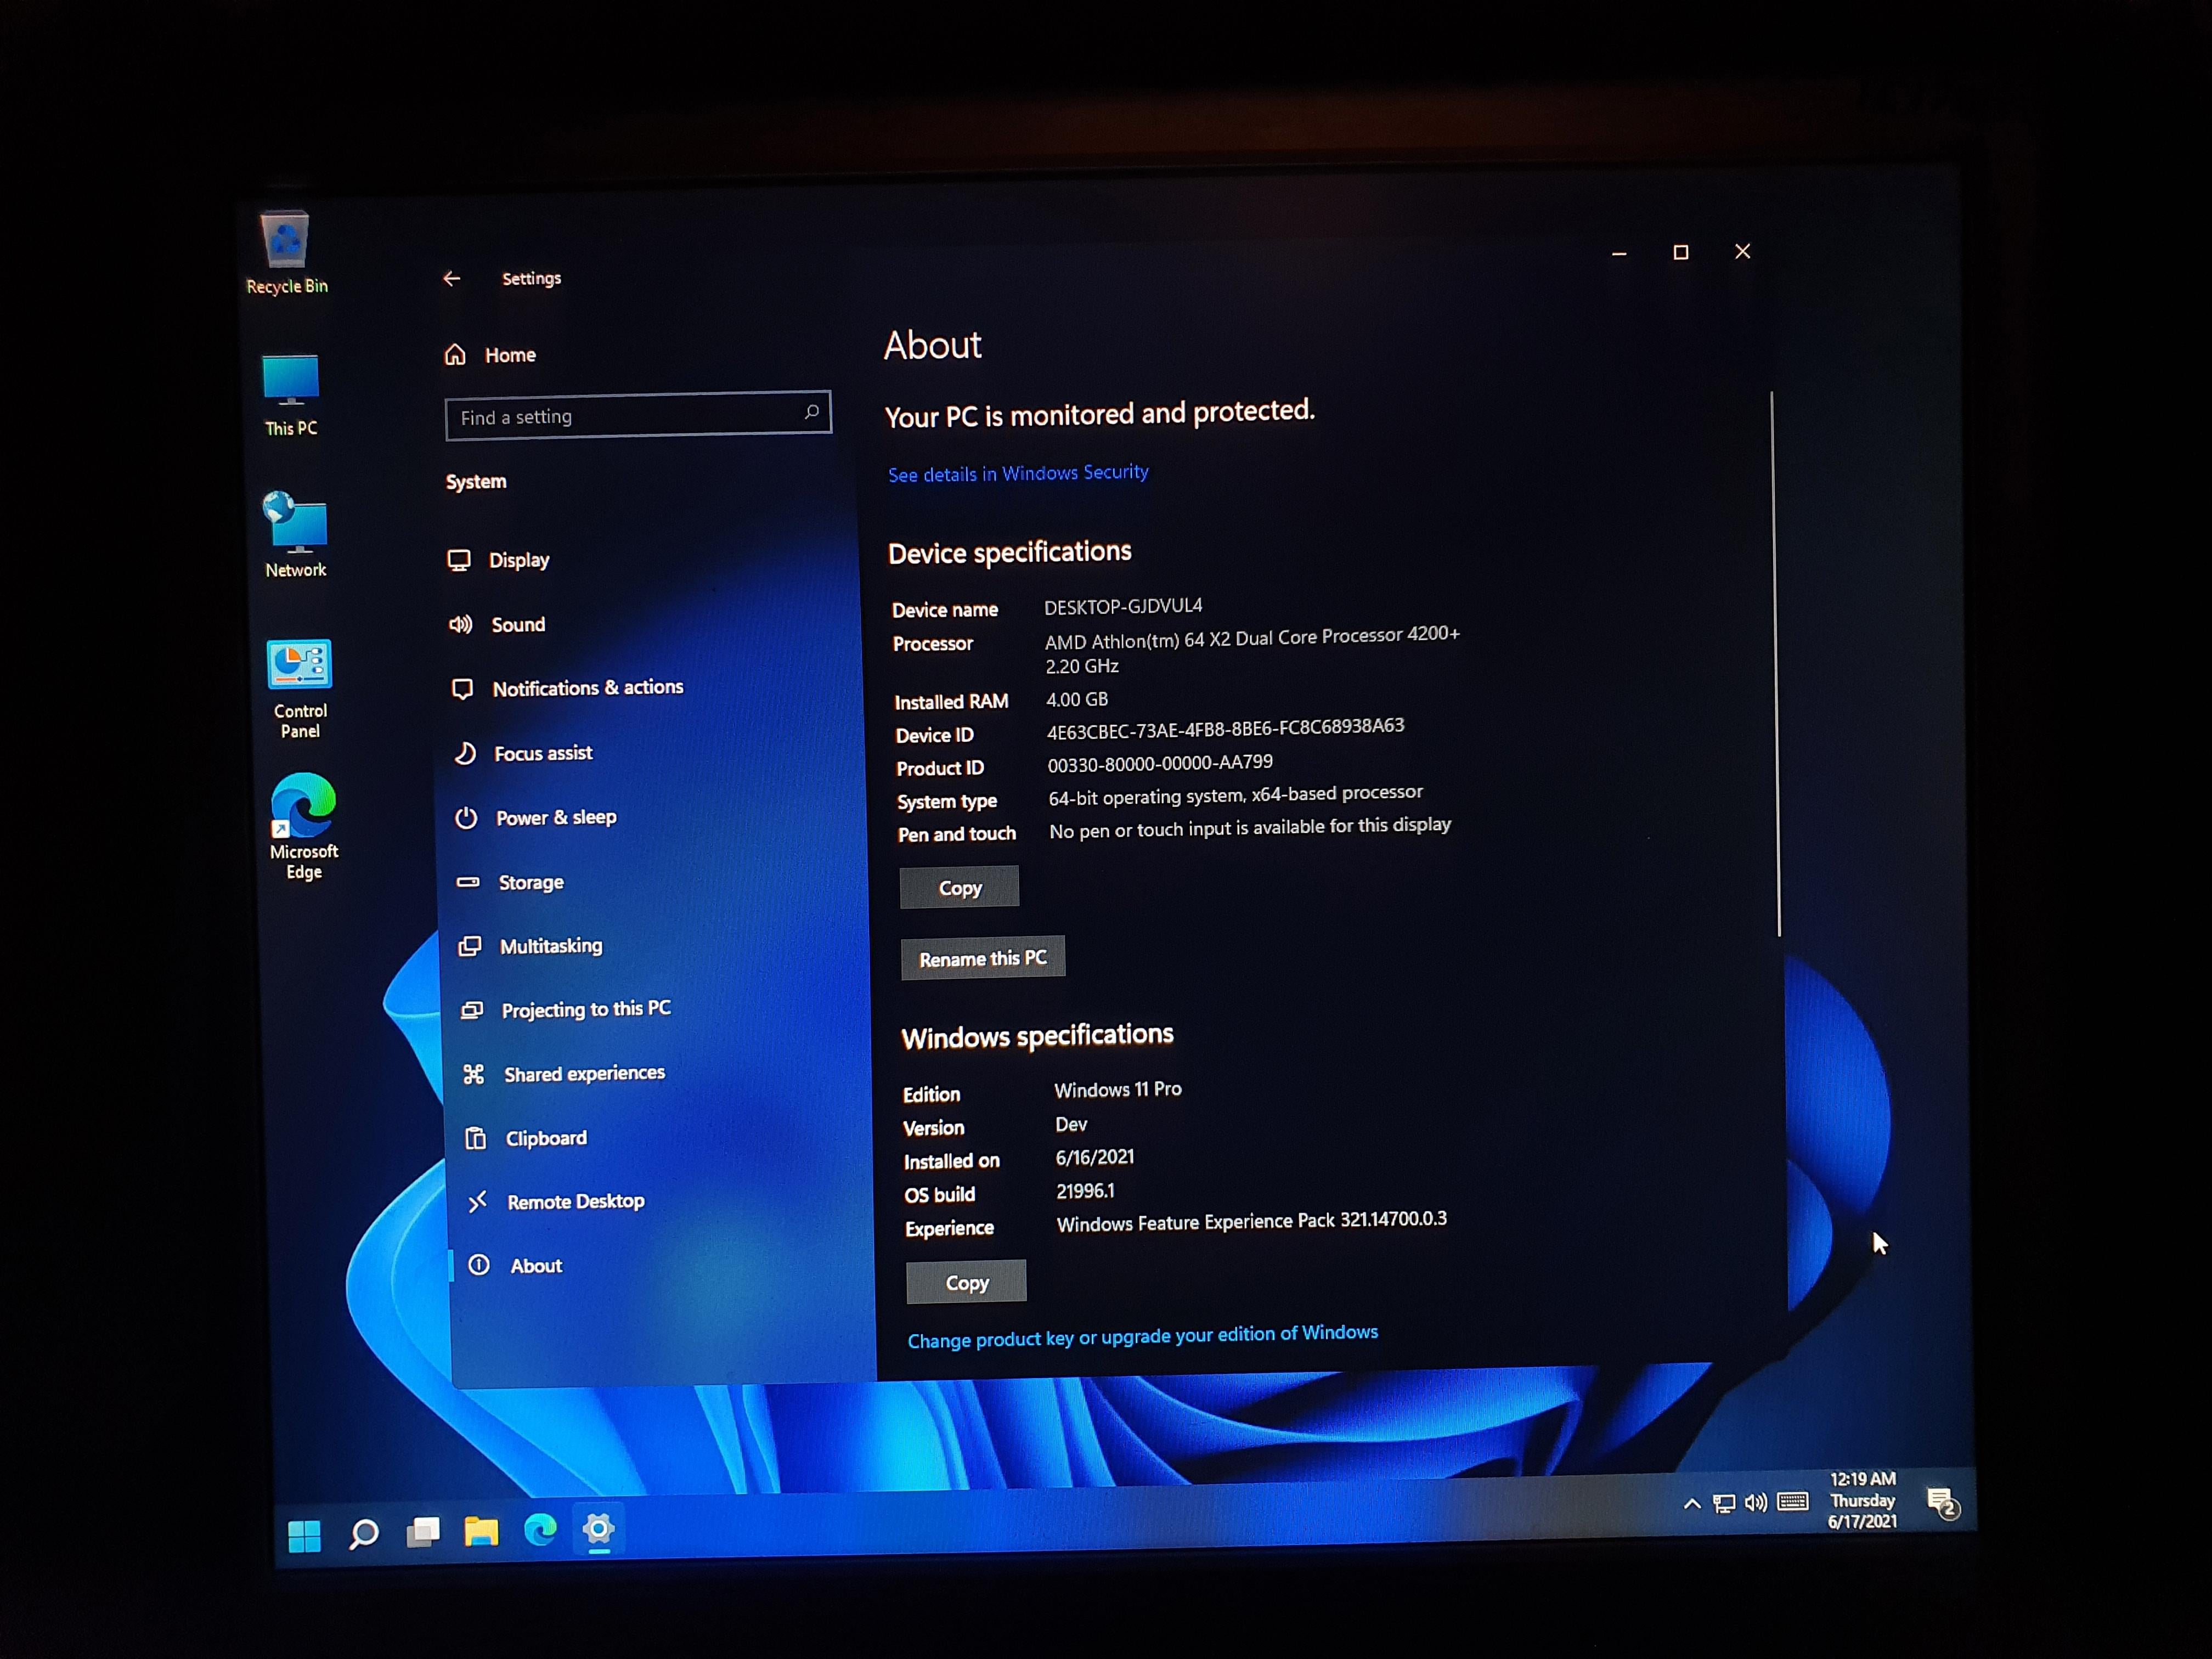 Recycle Bin
This PC
Network
Control
Panel
Microsoft
Edge
Settings
Home
Find a setting
System
Display
Sound
Notifications & actions
Focus assist
Power & sleep
Storage
Multitasking
Projecting to this PC
Shared experiences
Clipboard
Remote Desktop
About
About
Your PC is monitored and protected.
See details in Windows Security
Device specifications
Device name DESKTOP-GJDVUL4
Processor AMD Athlon(tm) 64 X2 Dual Core Processor 4200+
2.20 GHz
Installed RAM 4.00 GB
Device ID 4E63CBEC-73AE-4FB8-8BE6-FC8C68938A63
Product ID 00330-80000-00000-AA799
System type 64-bit operating system, x64-based processor
Pen and touch No pen or touch input is available for this display
Copy
Rename this PC
Windows specifications
Edition Windows 11 Pro
Version Dev
Installed on 6/16/2021
OS build 21996.1
Experience Windows Feature Experience Pack 321.14700.0.3
Copy
Change product key or upgrade your edition of Windows
12:19 AM
Thursday
6/17/2021
2